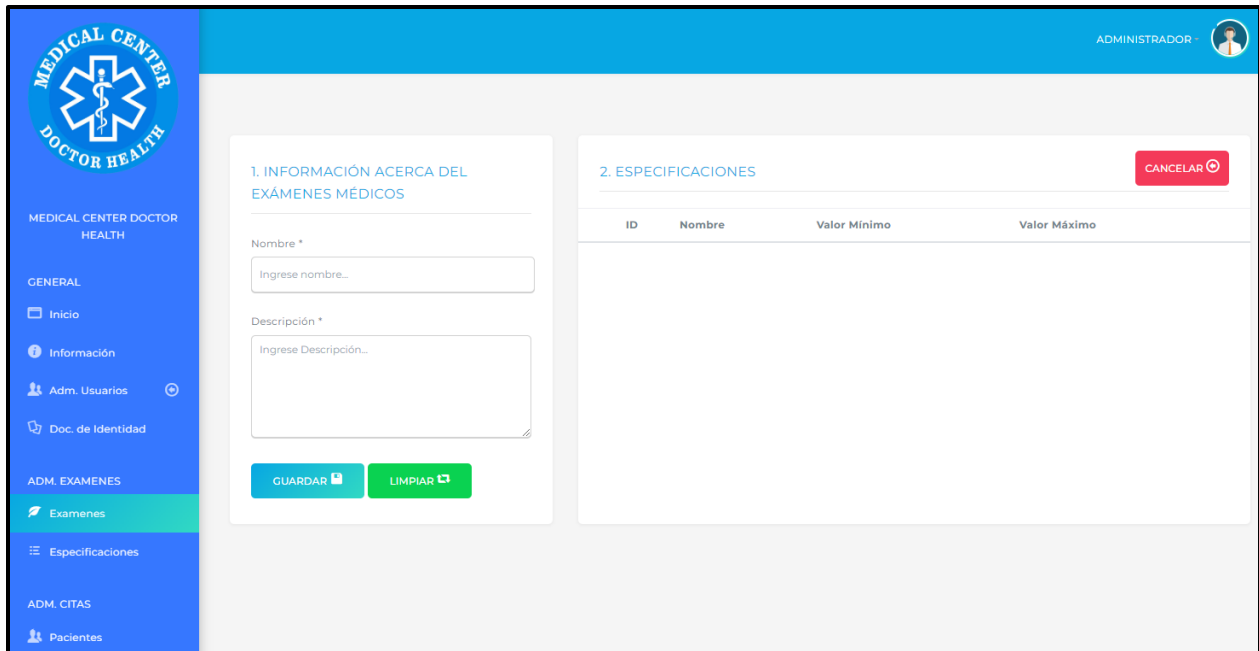 MEDICAL CENTER
DOCTOR HEALTH
MEDICAL CENTER DOCTOR
HEALTH
GENERAL
Inicio
Información
Adm. Usuarios
Doc. de Identidad
ADM. EXAMENES
Examenes
Especificaciones
ADM. CITAS
Pacientes
ADMINISTRADOR
1. INFORMACIÓN ACERCA DEL
EXÁMENES MÉDICOS
Nombre *
Ingrese nombre...
Descripción *
Ingrese Descripción...
GUARDAR
LIMPIAR
2. ESPECIFICACIONES
CANCELAR
ID Nombre Valor Mínimo Valor Máximo